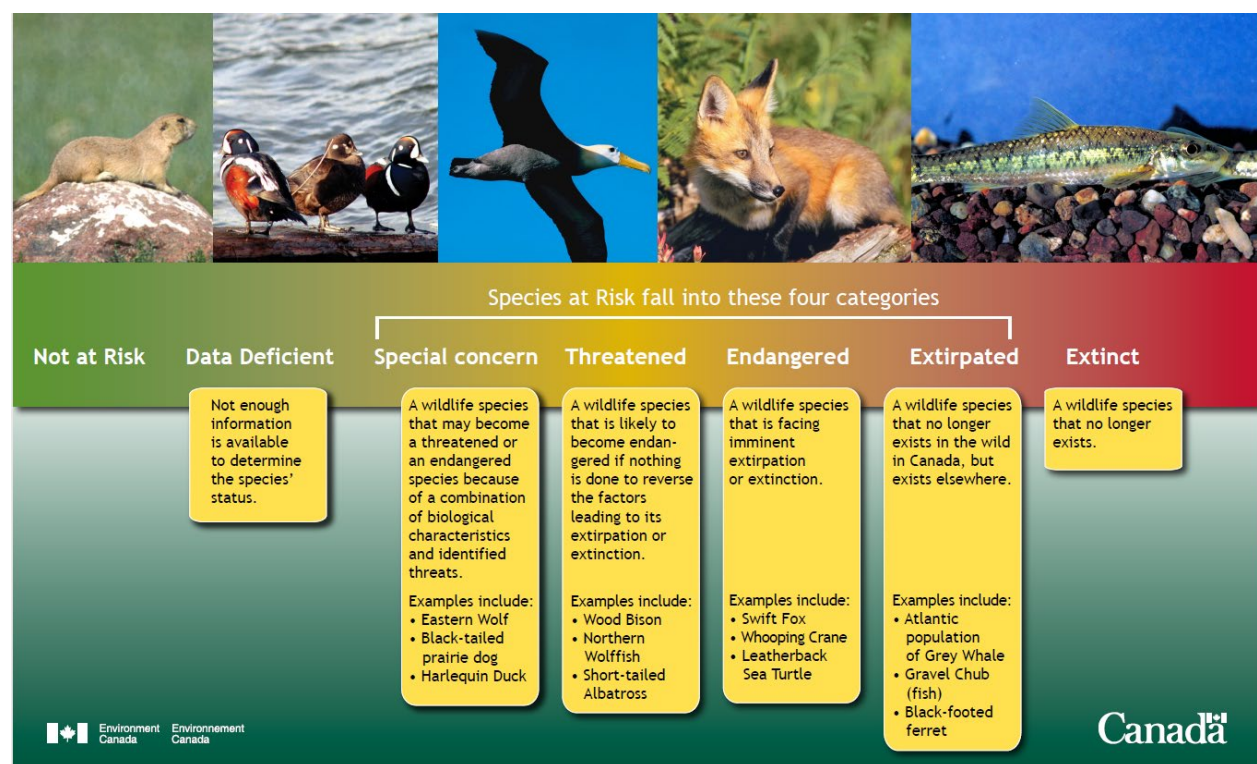 Species at Risk fall into these four categories
Not at Risk
Data Deficient
Special concern
Threatened
Endangered
Extirpated
Extinct
Not enough
information
is available
to determine
the species’
status.
A wildlife species
that may become
a threatened or
an endangered
species because
of a combination
of biological
characteristics
and identified
threats.
Examples include:
• Eastern Wolf
• Black-tailed
prairie dog
• Harlequin Duck
A wildlife species
that is likely to
become endan-
gered if nothing
is done to reverse
the factors
leading to its
extirpation or
extinction.
Examples include:
• Wood Bison
• Northern
Wolffish
• Short-tailed
Albatross
A wildlife species
that is facing
imminent
extirpation
or extinction.
Examples include:
• Swift Fox
• Whooping Crane
• Leatherback
Sea Turtle
A wildlife species
that no longer
exists in the wild
in Canada, but
exists elsewhere.
Examples include:
• Atlantic
population
of Grey Whale
• Gravel Chub
(fish)
• Black-footed
ferret
A wildlife species
that no longer
exists.
Environment
Canada
Environnement
Canada
Canada